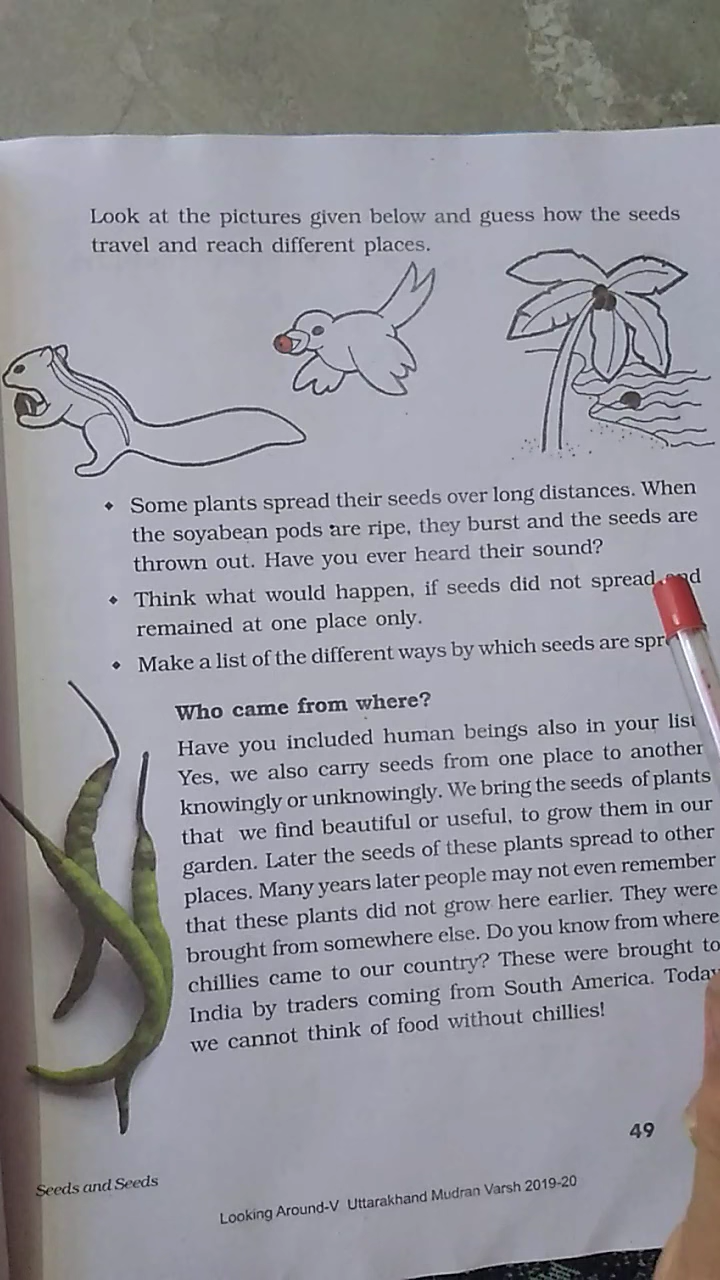 Look at the pictures given below and guess how the seeds
travel and reach different places.
• Some plants spread their seeds over long distances. When
the soyabean pods are ripe, they burst and the seeds are
thrown out. Have you ever heard their sound?
• Think what would happen, if seeds did not spread and
remained at one place only.
• Make a list of the different ways by which seeds are
Who came from where?
Have you included human beings also in your list
Yes, we also carry seeds from one place to another
knowingly or unknowingly. We bring the seeds of plants
that we find beautiful or useful, to grow them in our
garden. Later the seeds of these plants spread to other
places. Many years later people may not even remember
that these plants did not grow here earlier. They were
brought from somewhere else. Do you know from where
chillies came to our country? These were brought to
India by traders coming from South America. Today
we cannot think of food without chillies!
49
Seeds and Seeds
Looking Around-V Uttarakhand Mudran Varsh 2019-20